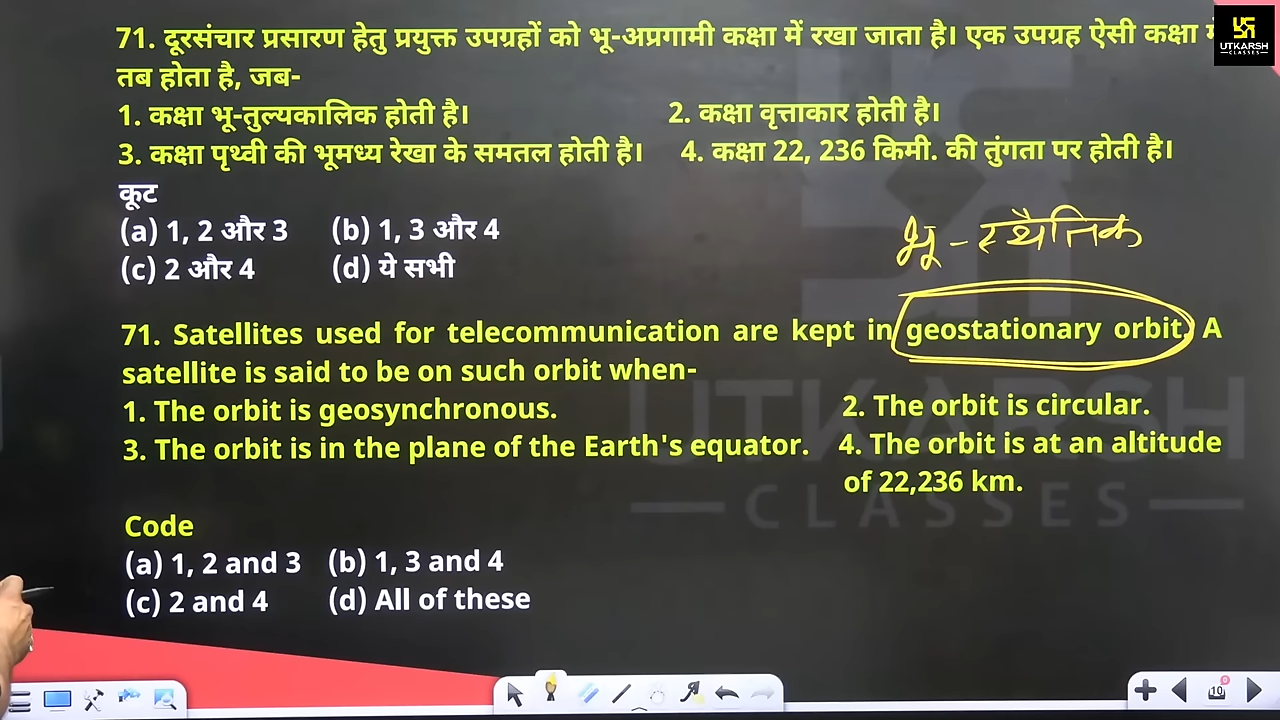 71. दूरसंचार प्रसारण हेतु प्रयुक्त उपग्रहों को भू-अप्रगामी कक्षा में रखा जाता है। एक उपग्रह ऐसी कक्षा में
तब होता है, जब-
1. कक्षा भू-तुल्यकालिक होती है। 2. कक्षा वृत्ताकार होती है।
3. कक्षा पृथ्वी की भूमध्य रेखा के समतल होती है। 4. कक्षा 22, 236 किमी. की तुंगता पर होती है।
कूट
(a) 1, 2 और 3 (b) 1, 3 और 4
(c) 2 और 4 (d) ये सभी
भू-स्थैतिक
71. Satellites used for telecommunication are kept in geostationary orbit. A
satellite is said to be on such orbit when-
1. The orbit is geosynchronous. 2. The orbit is circular.
3. The orbit is in the plane of the Earth's equator. 4. The orbit is at an altitude
of 22,236 km.
Code
(a) 1, 2 and 3 (b) 1, 3 and 4
(c) 2 and 4 (d) All of these
UTKARSH
CLASSES
UTKARSH
CLASSES
10
0